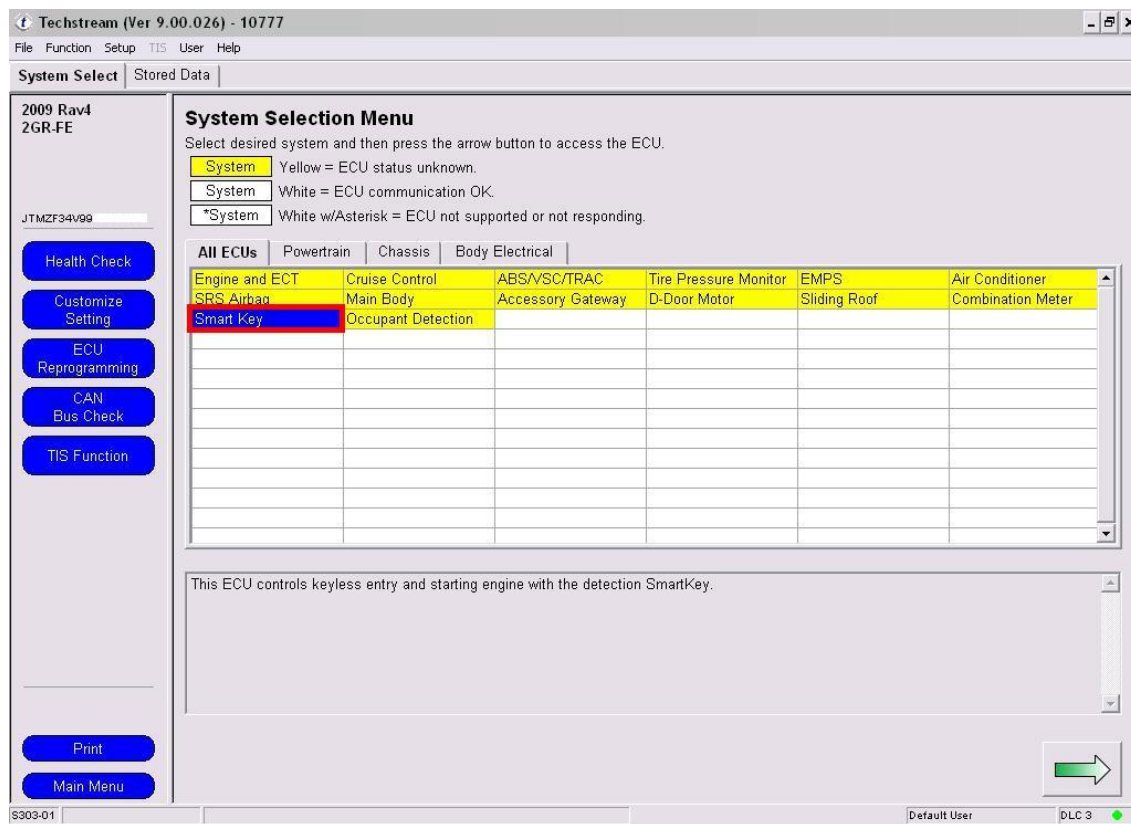 Techstream (Ver 9.00.026) - 10777
File Function Setup TIS User Help
System Select Stored Data
2009 Rav4
2GR-FE
JTMZF34V99
Health Check
Customize
Setting
ECU
Reprogramming
CAN
Bus Check
TIS Function
Print
Main Menu
System Selection Menu
Select desired system and then press the arrow button to access the ECU.
System Yellow = ECU status unknown.
System White = ECU communication OK.
*System White w/Asterisk = ECU not supported or not responding.
All ECUs Powertrain Chassis Body Electrical
Engine and ECT Cruise Control ABS/VSC/TRAC Tire Pressure Monitor EMPS Air Conditioner
SRS Airbag Main Body Accessory Gateway D-Door Motor Sliding Roof Combination Meter
Smart Key Occupant Detection
This ECU controls keyless entry and starting engine with the detection SmartKey.
S303-01 Default User DLC 3